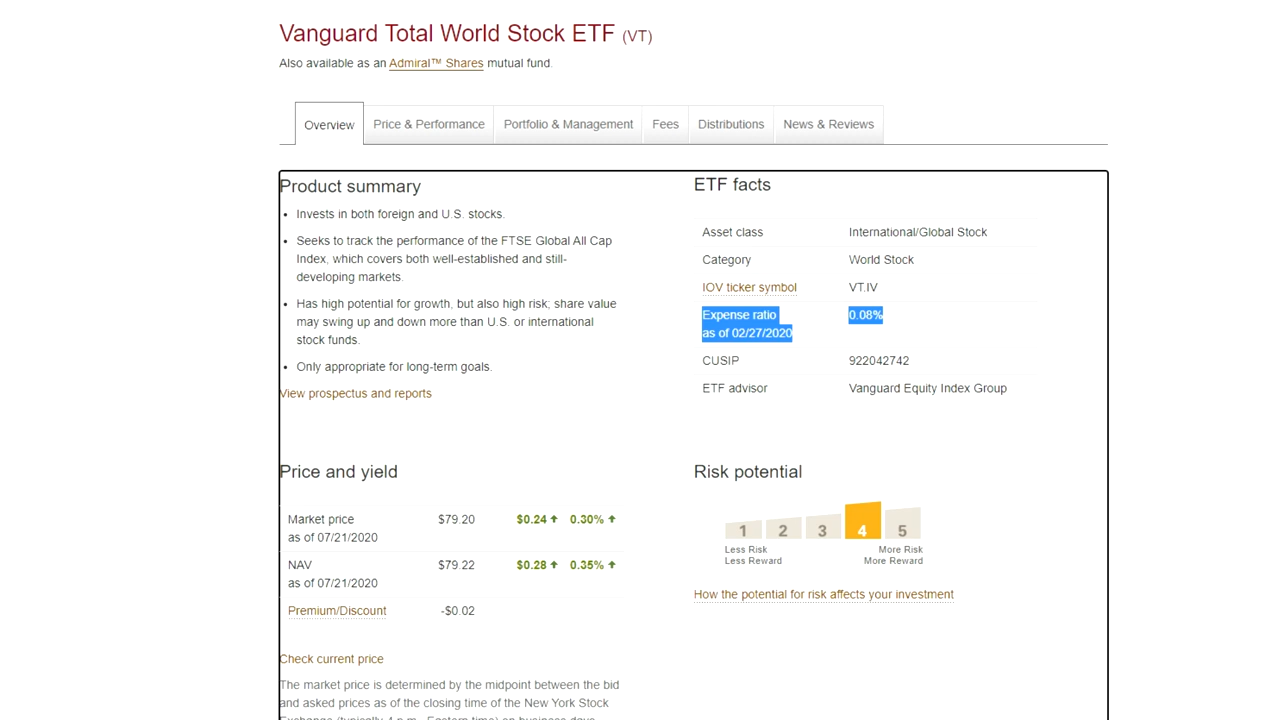 Vanguard Total World Stock ETF (VT)
Also available as an Admiral™ Shares mutual fund.
Overview
Price & Performance
Portfolio & Management
Fees
Distributions
News & Reviews
Product summary
• Invests in both foreign and U.S. stocks.
• Seeks to track the performance of the FTSE Global All Cap
Index, which covers both well-established and still-
developing markets.
• Has high potential for growth, but also high risk; share value
may swing up and down more than U.S. or international
stock funds.
• Only appropriate for long-term goals.
View prospectus and reports
ETF facts
Asset class International/Global Stock
Category World Stock
IOV ticker symbol VT.IV
Expense ratio 0.08%
as of 02/27/2020
CUSIP 922042742
ETF advisor Vanguard Equity Index Group
Price and yield
Market price $79.20 $0.24 ↑ 0.30% ↑
as of 07/21/2020
NAV $79.22 $0.28 ↑ 0.35% ↑
as of 07/21/2020
Premium/Discount -$0.02
Check current price
The market price is determined by the midpoint between the bid
and asked prices as of the closing time of the New York Stock
Exchange (typically 4 p.m., Eastern time) on business days.
Risk potential
1 2 3 4 5
Less Risk More Risk
Less Reward More Reward
How the potential for risk affects your investment